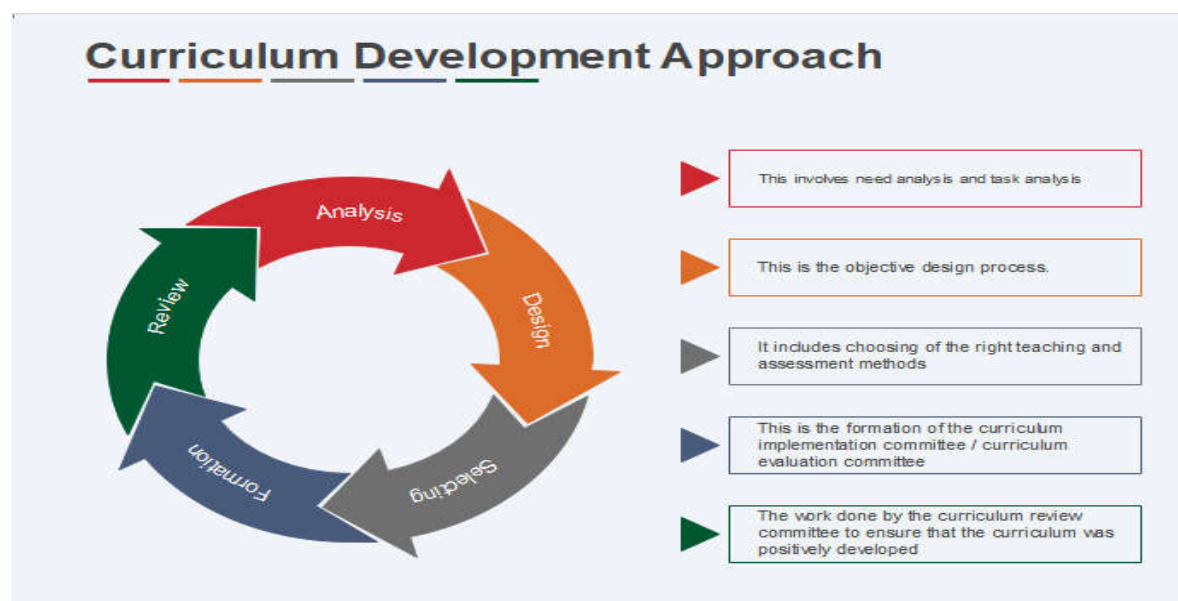 Curriculum Development Approach
Analysis
Design
Selecting
Formation
Review
This involves need analysis and task analysis
This is the objective design process.
It includes choosing of the right teaching and
assessment methods
This is the formation of the curriculum
implementation committee / curriculum
evaluation committee
The work done by the curriculum review
committee to ensure that the curriculum was
positively developed